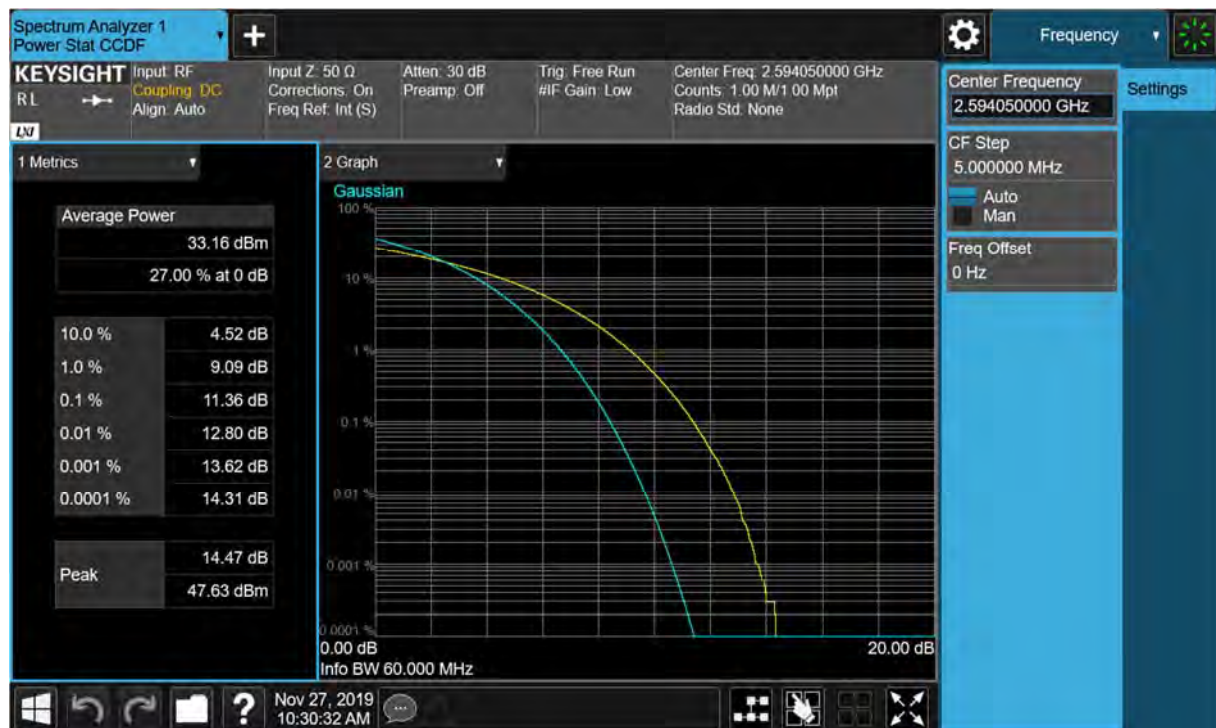 Spectrum Analyzer 1
Power Stat CCDF
+
Frequency
KEYSIGHT
RL
LXI
Input: RF
Coupling: DC
Align: Auto
Input Z: 50 Ω
Corrections: On
Freq Ref: Int (S)
Atten: 30 dB
Preamp: Off
Trig: Free Run
#IF Gain: Low
Center Freq: 2.594050000 GHz
Counts: 1.00 M/1.00 Mpt
Radio Std: None
Center Frequency
2.594050000 GHz
Settings
CF Step
5.000000 MHz
Auto
Man
Freq Offset
0 Hz
1 Metrics
Average Power
33.16 dBm
27.00 % at 0 dB
10.0 % 4.52 dB
1.0 % 9.09 dB
0.1 % 11.36 dB
0.01 % 12.80 dB
0.001 % 13.62 dB
0.0001 % 14.31 dB
Peak
14.47 dB
47.63 dBm
2 Graph
Gaussian
100 %
10 %
1 %
0.1 %
0.01 %
0.001 %
0.0001 %
0.00 dB 20.00 dB
Info BW 60.000 MHz
?
Nov 27, 2019
10:30:32 AM